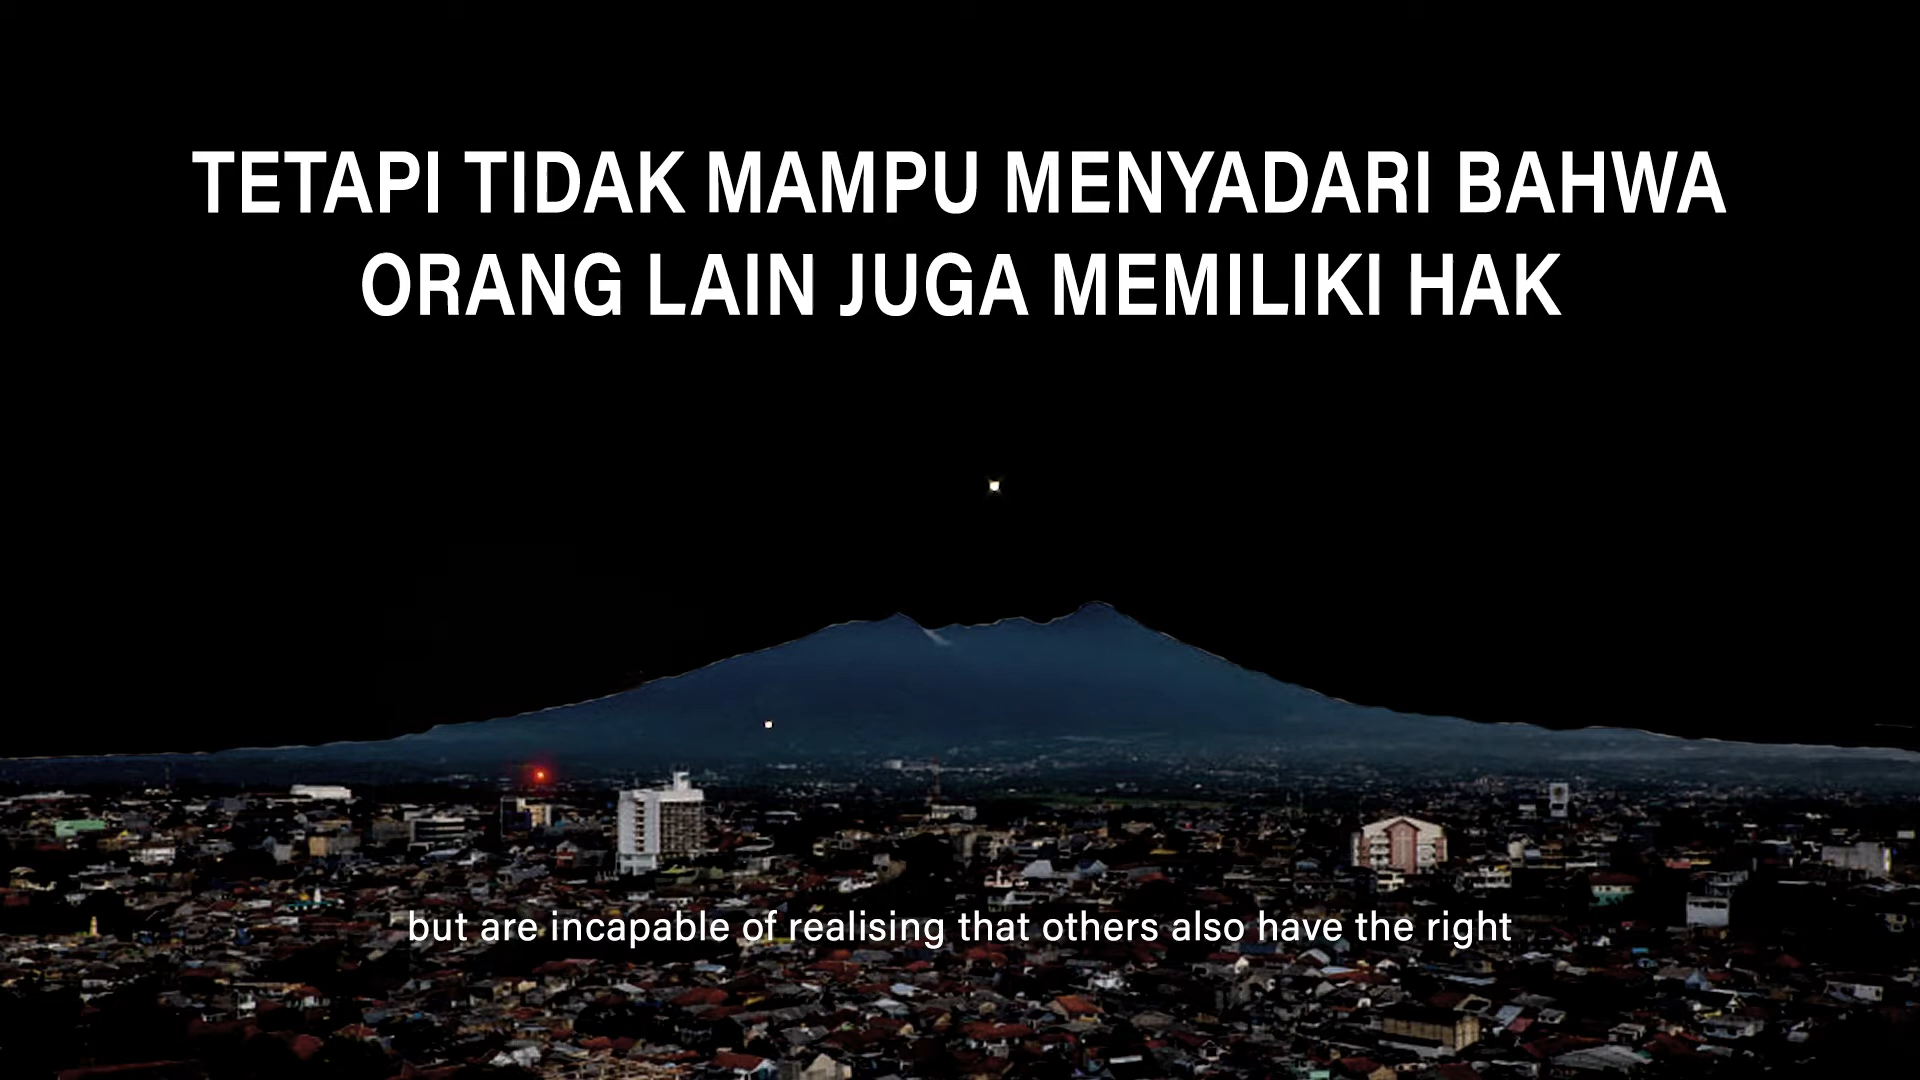 TETAPI TIDAK MAMPU MENYADARI BAHWA
ORANG LAIN JUGA MEMILIKI HAK
but are incapable of realising that others also have the right